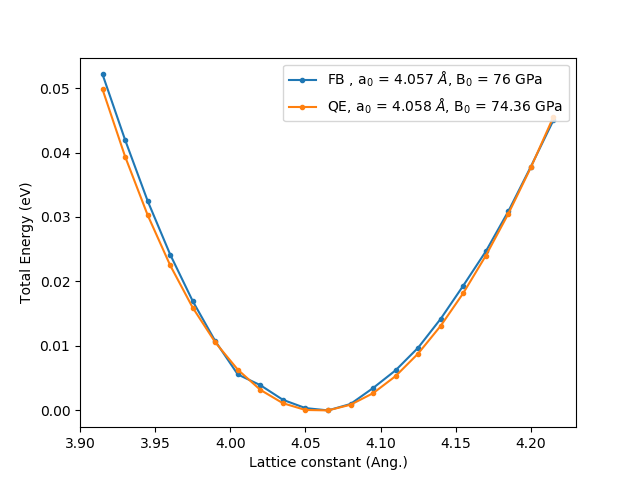 FB , a₀ = 4.057 Å, B₀ = 76 GPa
QE, a₀ = 4.058 Å, B₀ = 74.36 GPa
Total Energy (eV)
0.05
0.04
0.03
0.02
0.01
0.00
3.90 3.95 4.00 4.05 4.10 4.15 4.20
Lattice constant (Ang.)